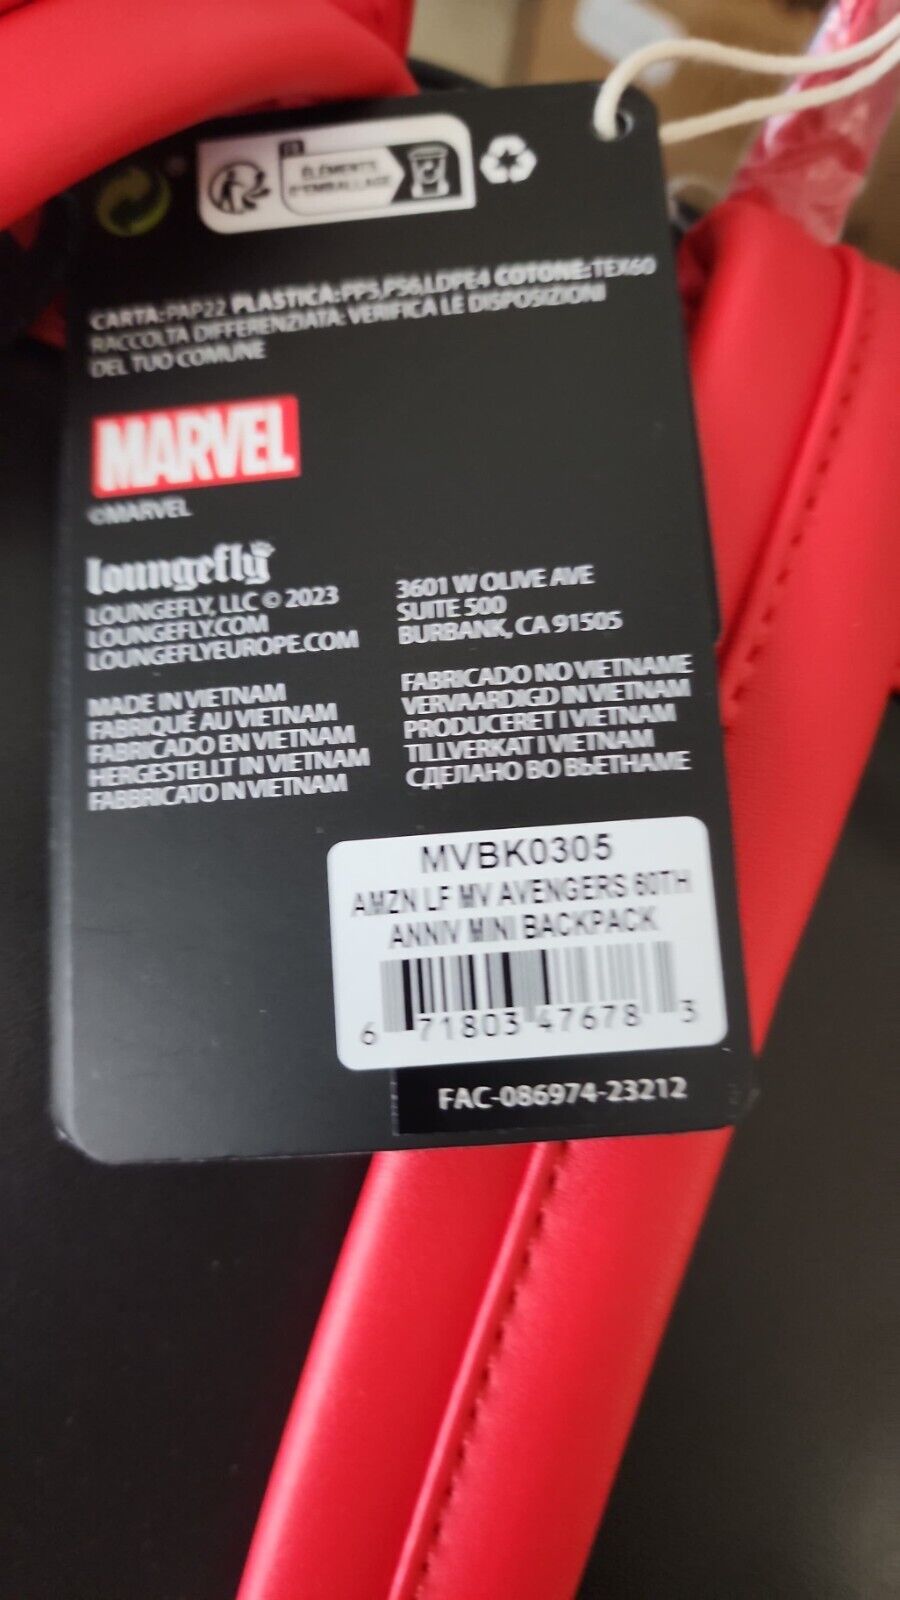 ÉLÉMENTS
D'EMBALLAGE
CARTA:PAP22 PLASTICA:PP5,PS6,LDPE4 COTONE:TEX60
RACCOLTA DIFFERENZIATA. VERIFICA LE DISPOSIZIONI
DEL TUO COMUNE
MARVEL
©MARVEL
loungefly
LOUNGEFLY, LLC © 2023
LOUNGEFLY.COM
LOUNGEFLYEUROPE.COM
3601 W OLIVE AVE
SUITE 500
BURBANK, CA 91505
MADE IN VIETNAM
FABRIQUÉ AU VIETNAM
FABRICADO EN VIETNAM
HERGESTELLT IN VIETNAM
FABBRICATO IN VIETNAM
FABRICADO NO VIETNAME
VERVAARDIGD IN VIETNAM
PRODUCERET I VIETNAM
TILLVERKAT I VIETNAM
СДЕЛАНО ВО ВЬЕТНАМЕ
MVBK0305
AMZN LF MV AVENGERS 60TH
ANNIV MINI BACKPACK
6 71803 47678 3
FAC-086974-23212